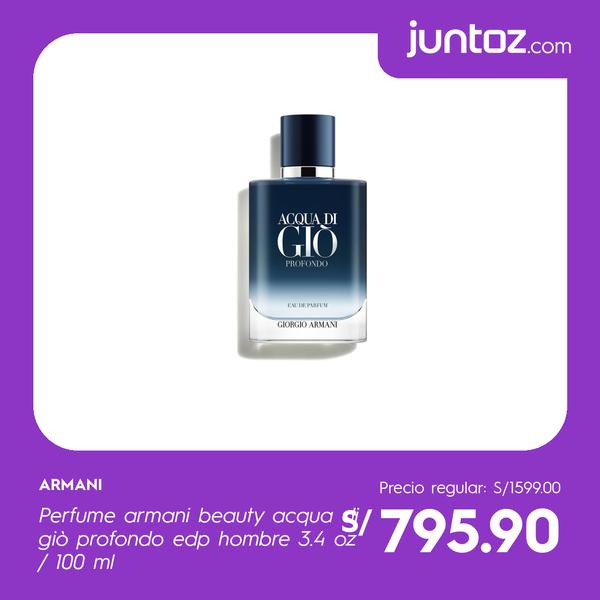 juntoz.com
ACQUA DI
GIÒ
PROFONDO
EAU DE PARFUM
GIORGIO ARMANI
ARMANI
Perfume armani beauty acqua di
giò profondo edp hombre 3.4 oz
/ 100 ml
Precio regular: S/1599.00
S/795.90